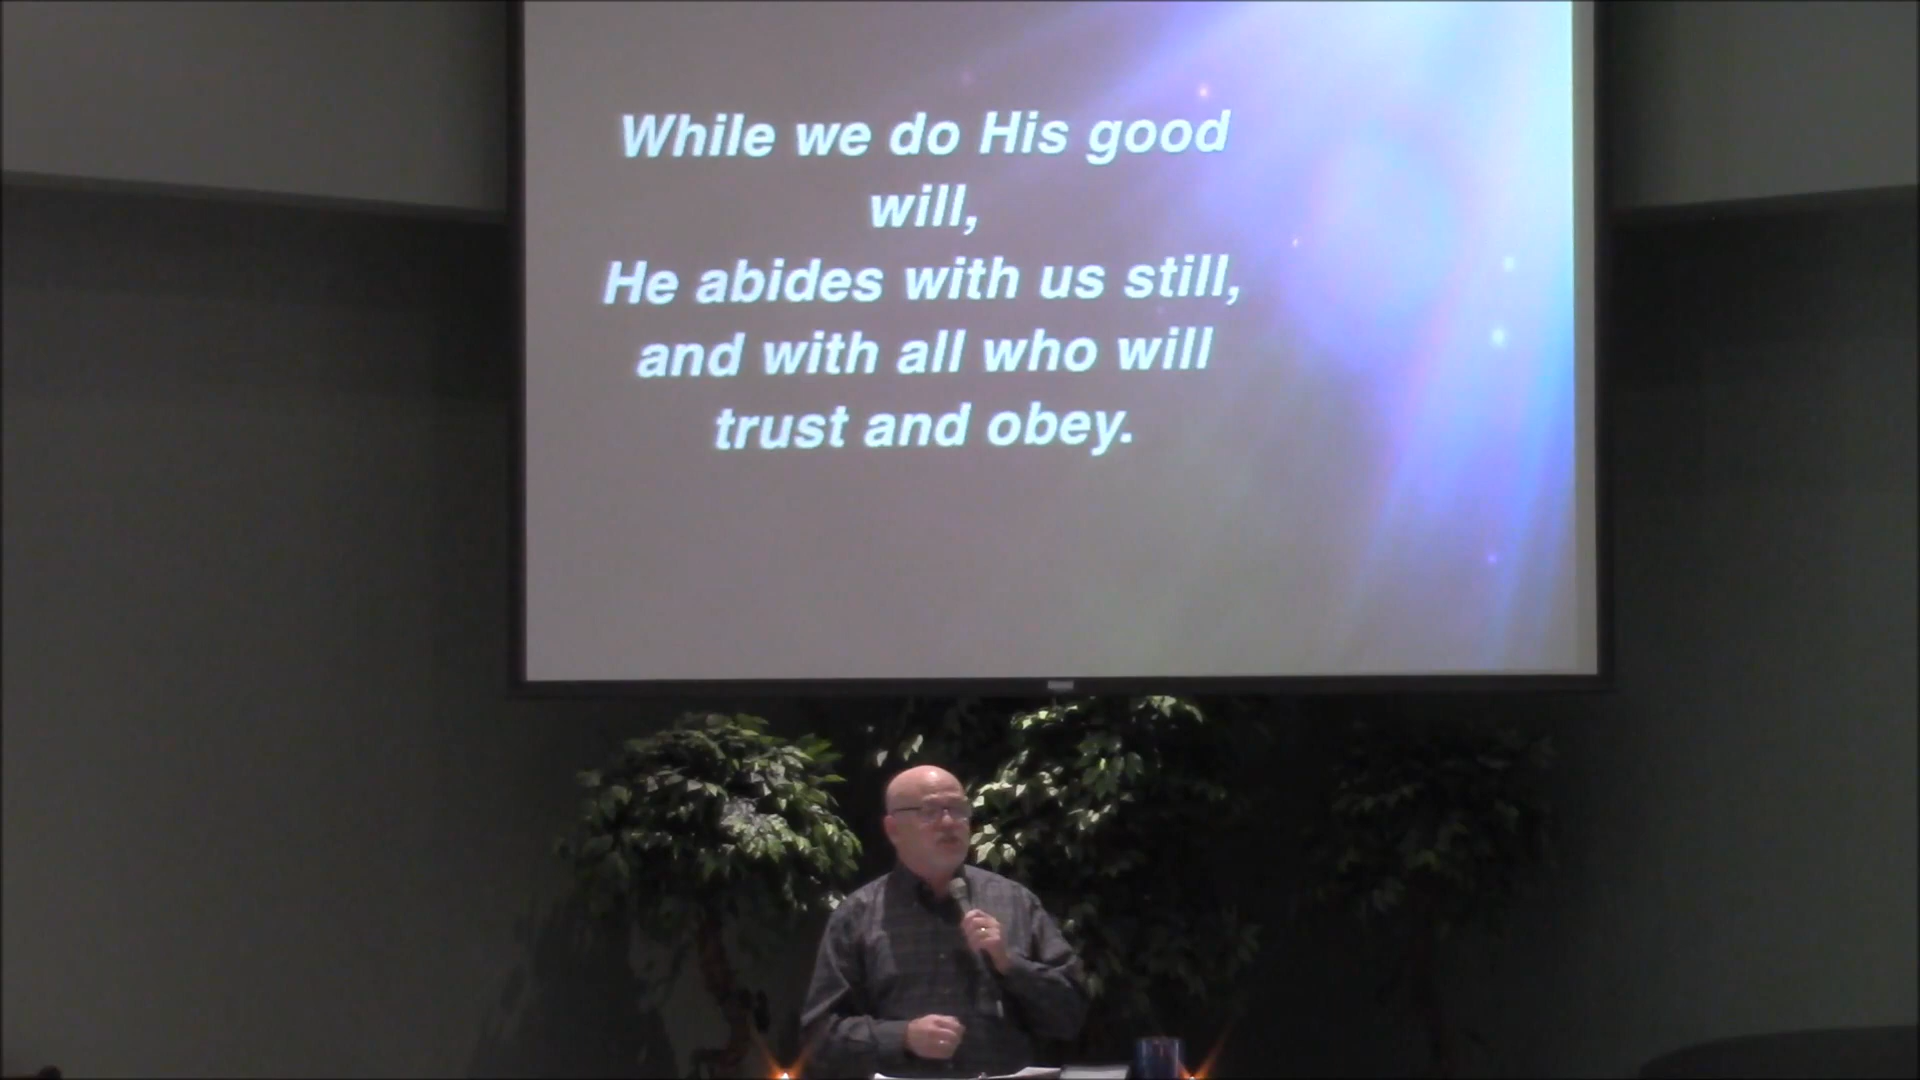 While we do His good
will,
He abides with us still,
and with all who will
trust and obey.